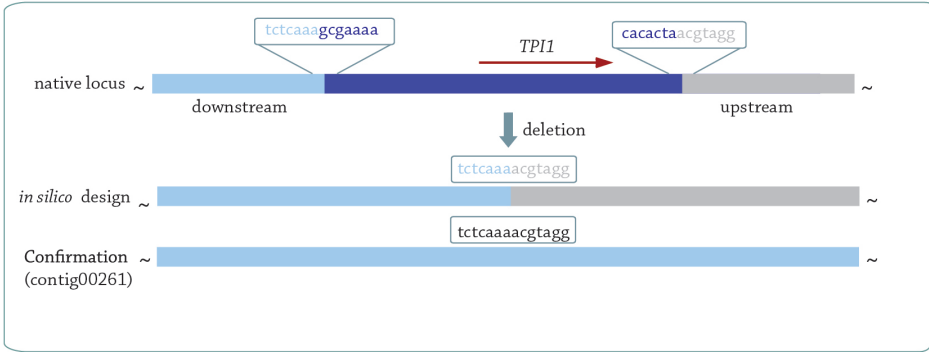 tctcaaagcgaaaa
cacactaacgtagg
TPI1
native locus ~ ~
downstream
upstream
deletion
tctcaaaacgtagg
in silico design ~ ~
tctcaaaacgtagg
Confirmation ~ ~
(contig00261)